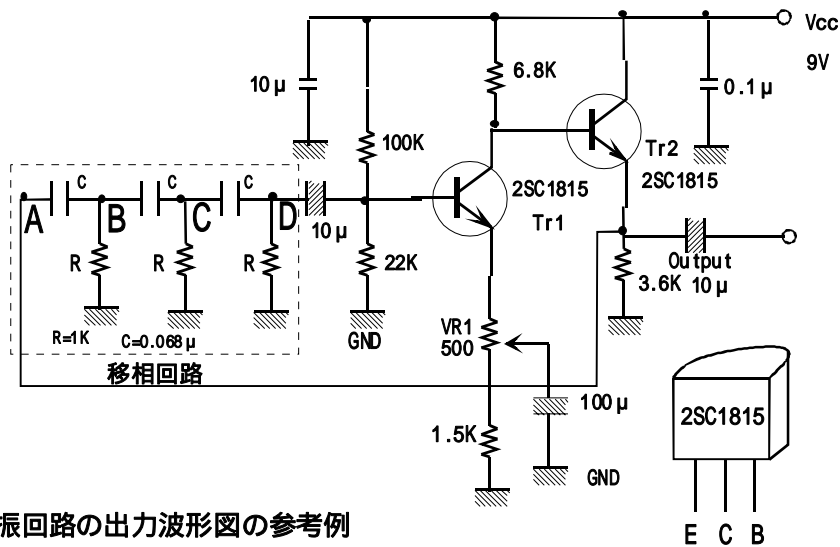 Vcc
9V
10μ
6.8K
0.1μ
100K
Tr2
2SC1815
2SC1815
Tr1
C
C
C
A
B
C
D
10μ
R
R
R
22K
Output
3.6K
10μ
R=1K
C=0.068μ
GND
VR1
500
移相回路
100μ
2SC1815
1.5K
GND
振回路の出力波形図の参考例
E C B